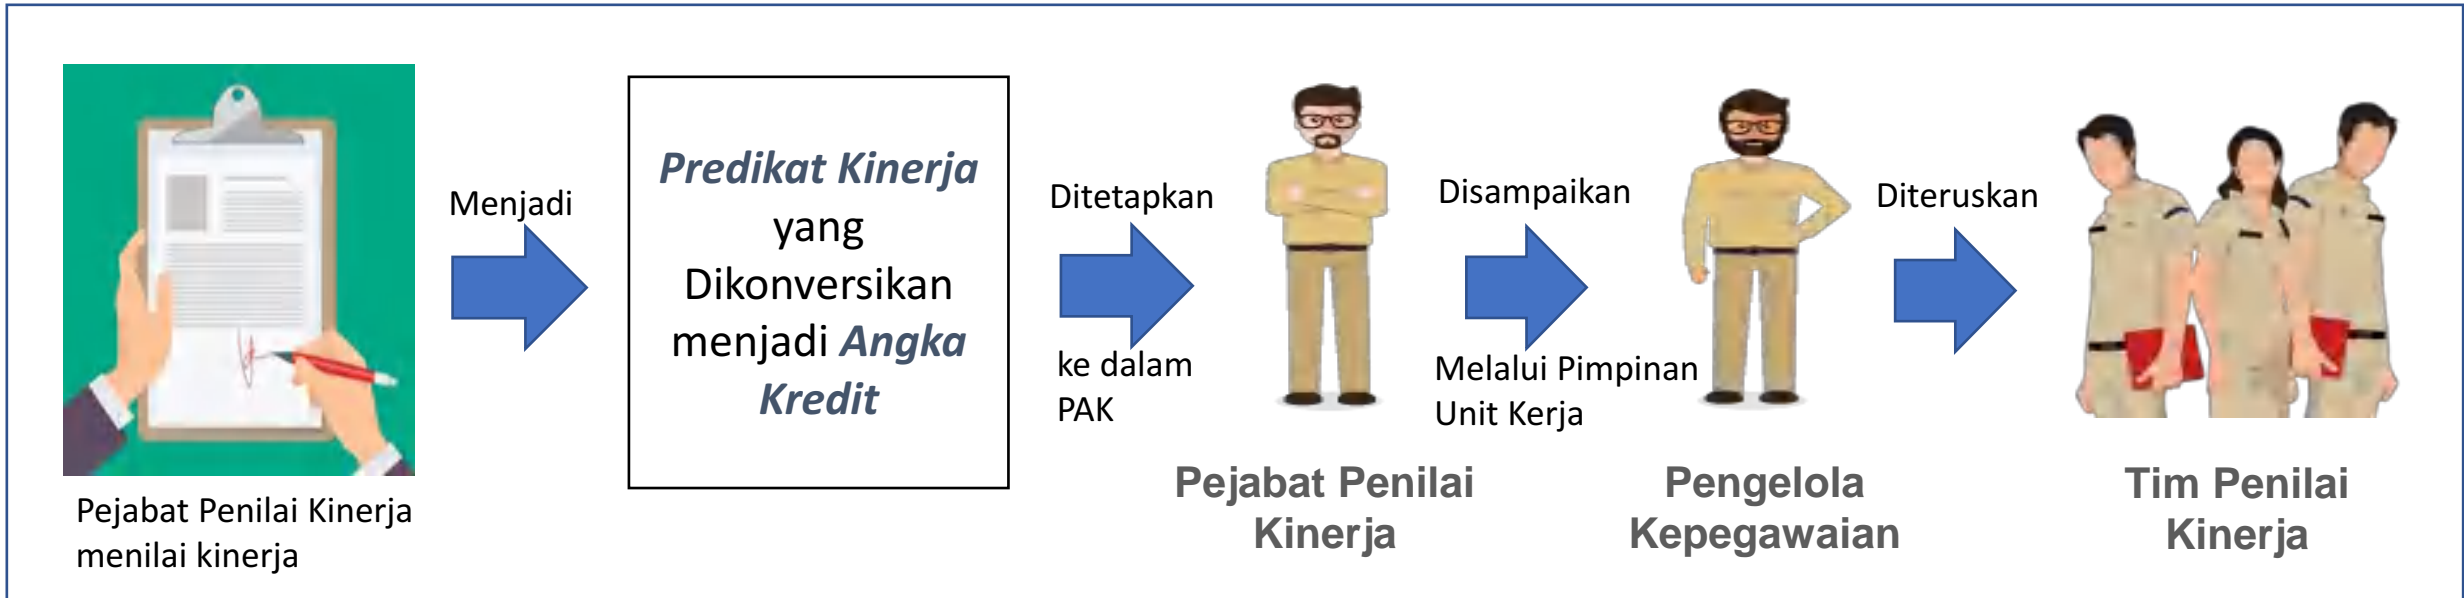 Pejabat Penilai Kinerja
menilai kinerja
Menjadi
Predikat Kinerja
yang
Dikonversikan
menjadi Angka
Kredit
Ditetapkan
ke dalam
PAK
Pejabat Penilai
Kinerja
Disampaikan
Melalui Pimpinan
Unit Kerja
Pengelola
Kepegawaian
Diteruskan
Tim Penilai
Kinerja